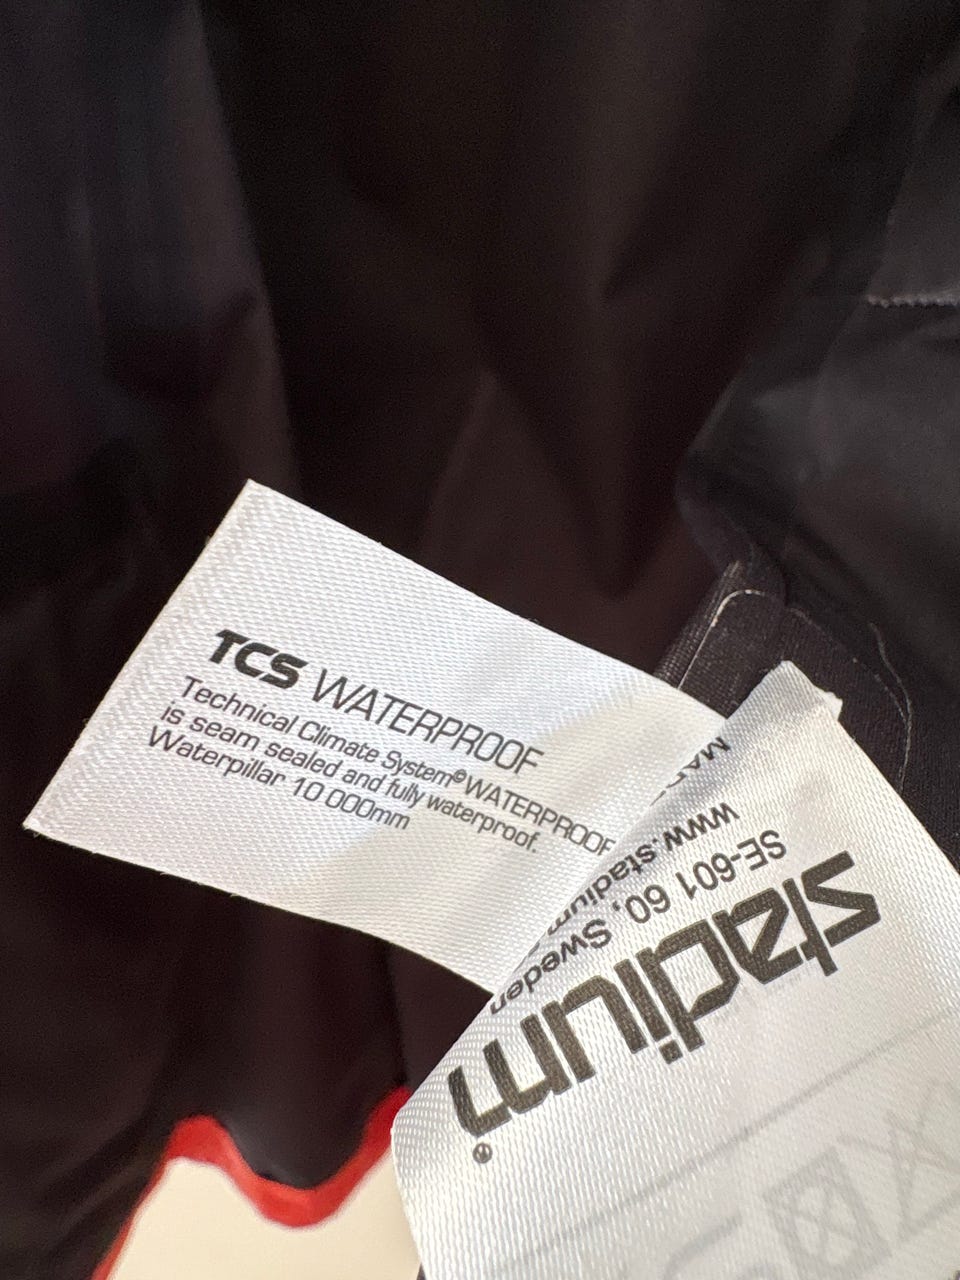 TCS WATERPROOF
Technical Climate System® WATERPROOF
is seam sealed and fully waterproof.
Waterpillar 10 000mm
stadium®
SE-601 60, Sweden
www.stadium
MAD